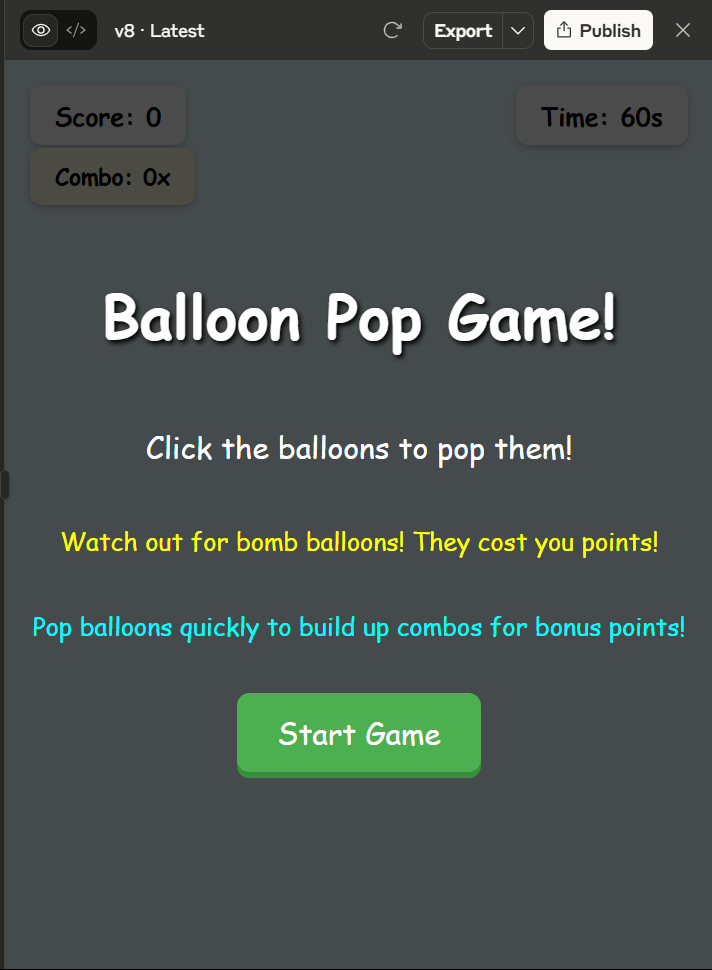 v8 · Latest
Export
Publish
Score: 0
Time: 60s
Combo: 0x
Balloon Pop Game!
Click the balloons to pop them!
Watch out for bomb balloons! They cost you points!
Pop balloons quickly to build up combos for bonus points!
Start Game